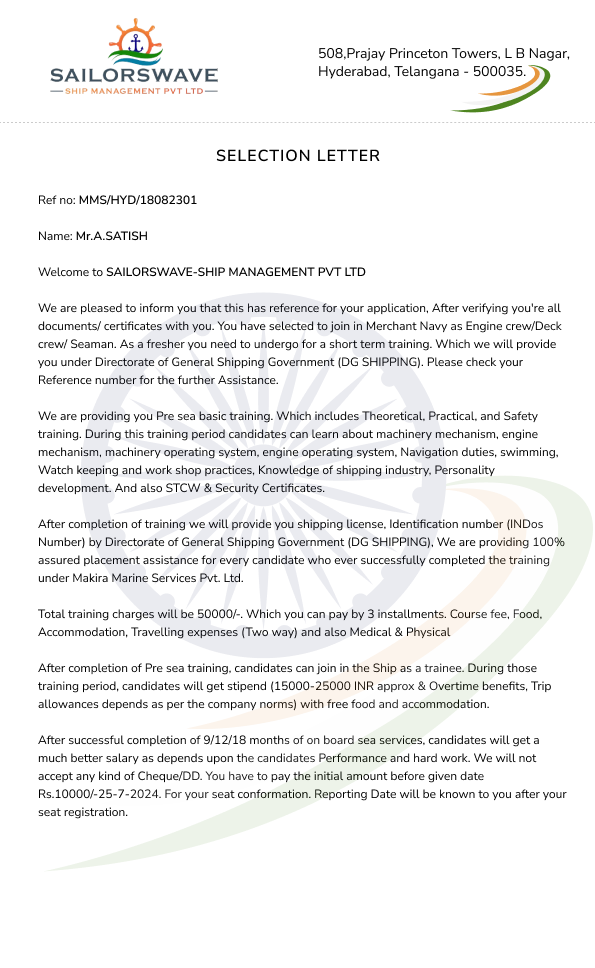 SAILORSWAVE
SHIP MANAGEMENT PVT LTD
508,Prajay Princeton Towers, L B Nagar,
Hyderabad, Telangana - 500035.
SELECTION LETTER
Ref no: MMS/HYD/18082301
Name: Mr.A.SATISH
Welcome to SAILORSWAVE-SHIP MANAGEMENT PVT LTD
We are pleased to inform you that this has reference for your application, After verifying you're all
documents/ certificates with you. You have selected to join in Merchant Navy as Engine crew/Deck
crew/ Seaman. As a fresher you need to undergo for a short term training. Which we will provide
you under Directorate of General Shipping Government (DG SHIPPING). Please check your
Reference number for the further Assistance.
We are providing you Pre sea basic training. Which includes Theoretical, Practical, and Safety
training. During this training period candidates can learn about machinery mechanism, engine
mechanism, machinery operating system, engine operating system, Navigation duties, swimming,
Watch keeping and work shop practices, Knowledge of shipping industry, Personality
development. And also STCW & Security Certificates.
After completion of training we will provide you shipping license, Identification number (INDos
Number) by Directorate of General Shipping Government (DG SHIPPING), We are providing 100%
assured placement assistance for every candidate who ever successfully completed the training
under Makira Marine Services Pvt. Ltd.
Total training charges will be 50000/-. Which you can pay by 3 installments. Course fee, Food,
Accommodation, Travelling expenses (Two way) and also Medical & Physical
After completion of Pre sea training, candidates can join in the Ship as a trainee. During those
training period, candidates will get stipend (15000-25000 INR approx & Overtime benefits, Trip
allowances depends as per the company norms) with free food and accommodation.
After successful completion of 9/12/18 months of on board sea services, candidates will get a
much better salary as depends upon the candidates Performance and hard work. We will not
accept any kind of Cheque/DD. You have to pay the initial amount before given date
Rs.10000/-25-7-2024. For your seat conformation. Reporting Date will be known to you after your
seat registration.